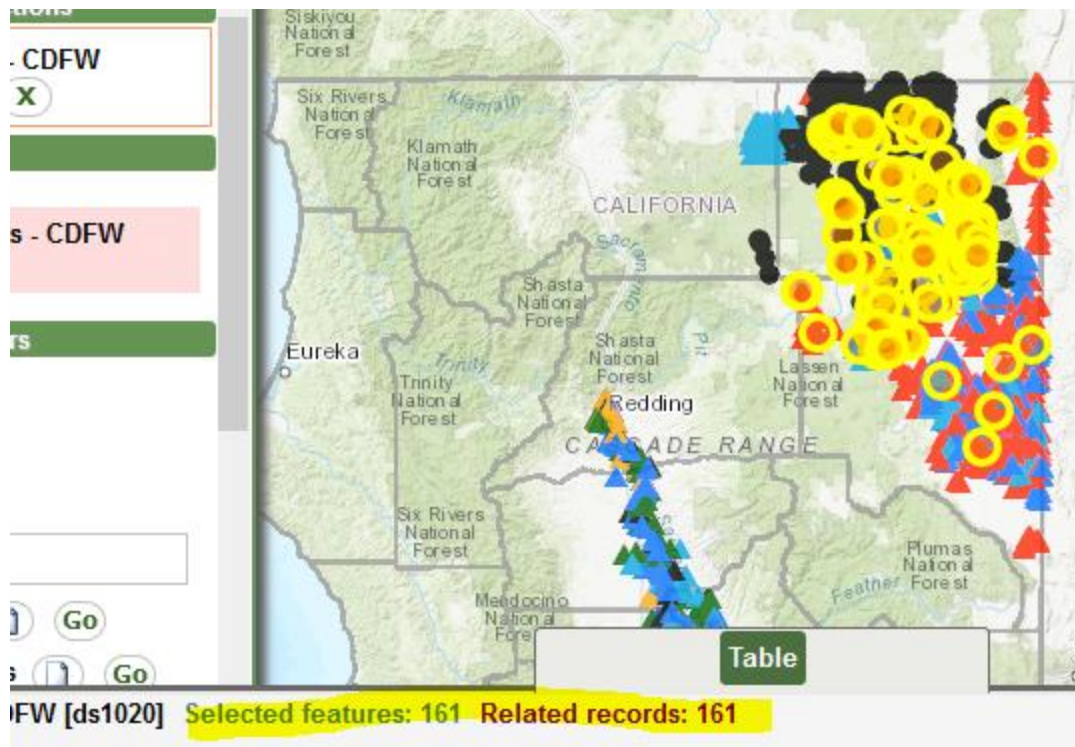 - CDFW
X
s - CDFW
rs
Go
s
Go
Siskiyou
National
Forest
Six Rivers
National
Forest
Klamath
Klamath
National
Forest
CALIFORNIA
Shasta
National
Forest
Pit
Eureka
Trinity
Trinity
National
Forest
Shasta
National
Forest
Lassen
National
Forest
Redding
CASCADE RANGE
Six Rivers
National
Forest
Plumas
National
Forest
Feather
Mendocino
National
Table
FW [ds1020] Selected features: 161 Related records: 161